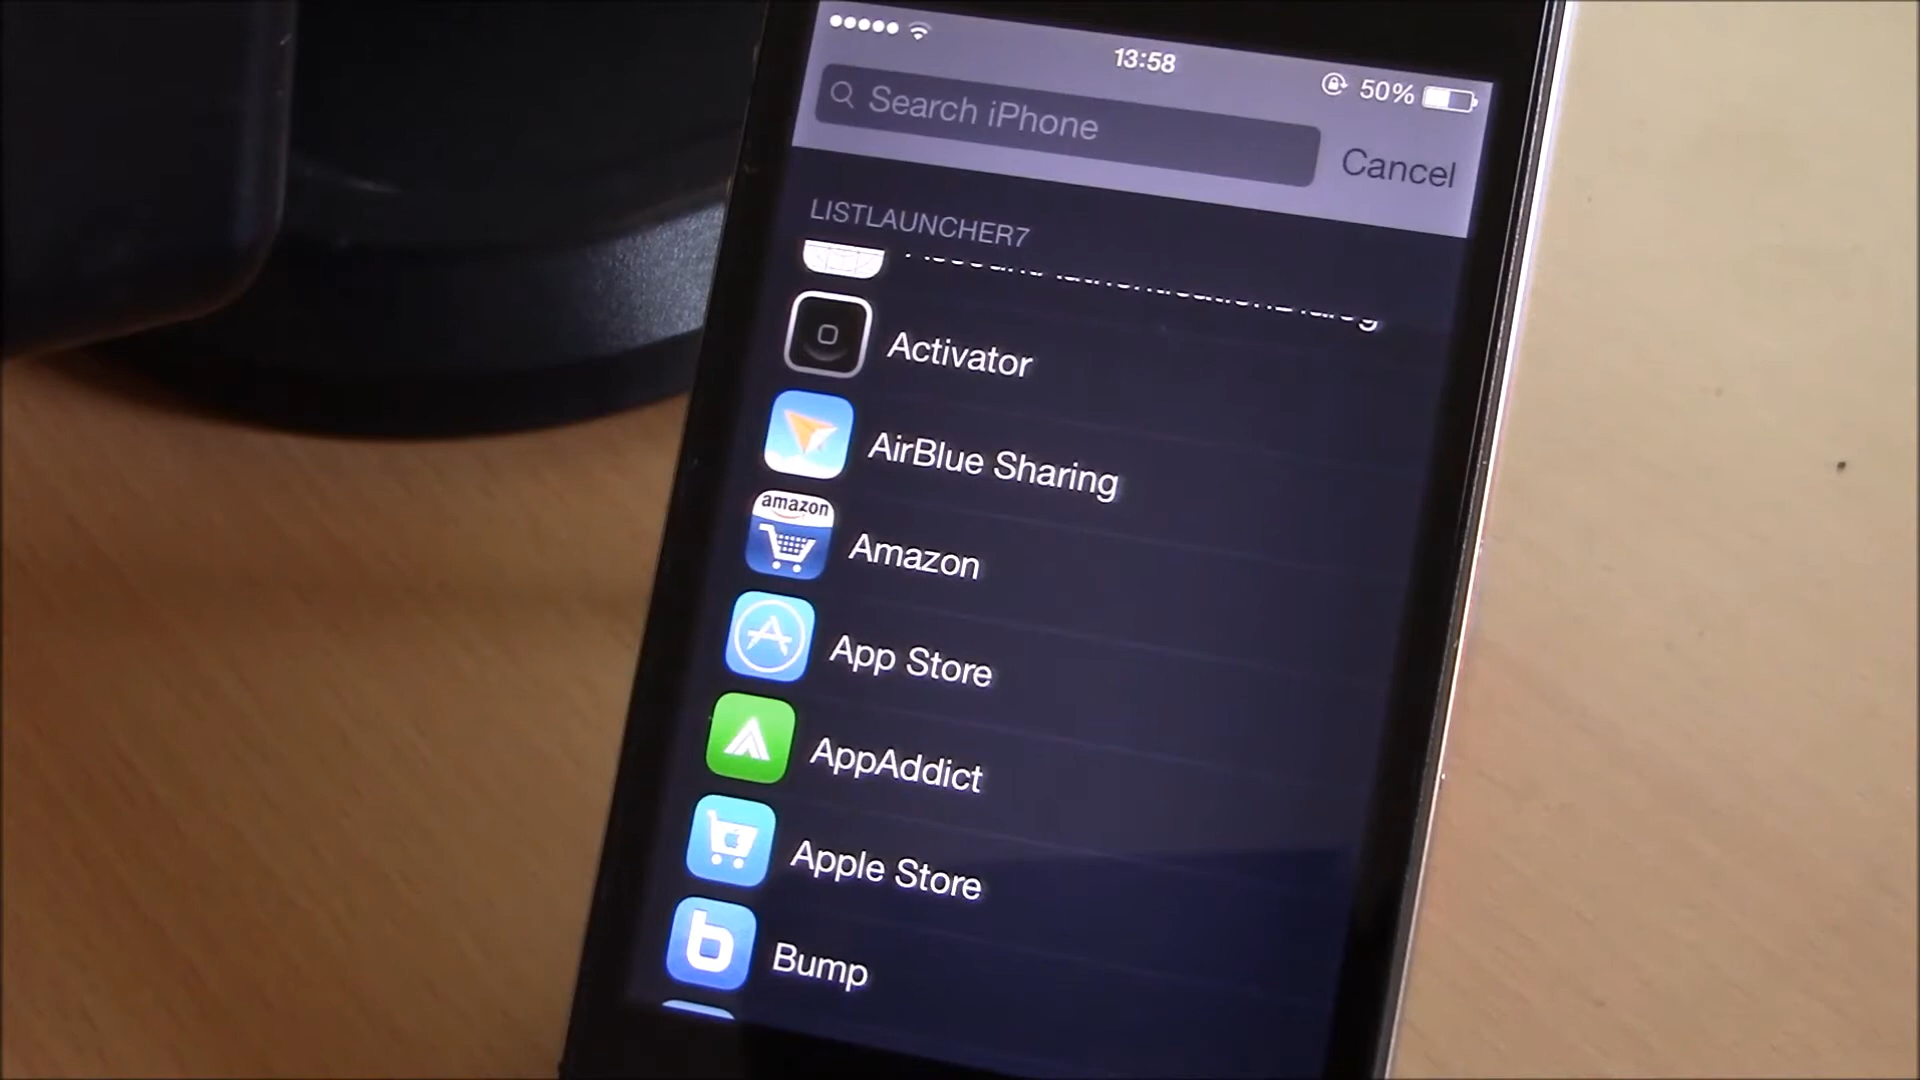 13:58
50%
Search iPhone
Cancel
LISTLAUNCHER7
Activator
AirBlue Sharing
amazon
Amazon
App Store
AppAddict
Apple Store
b
Bump